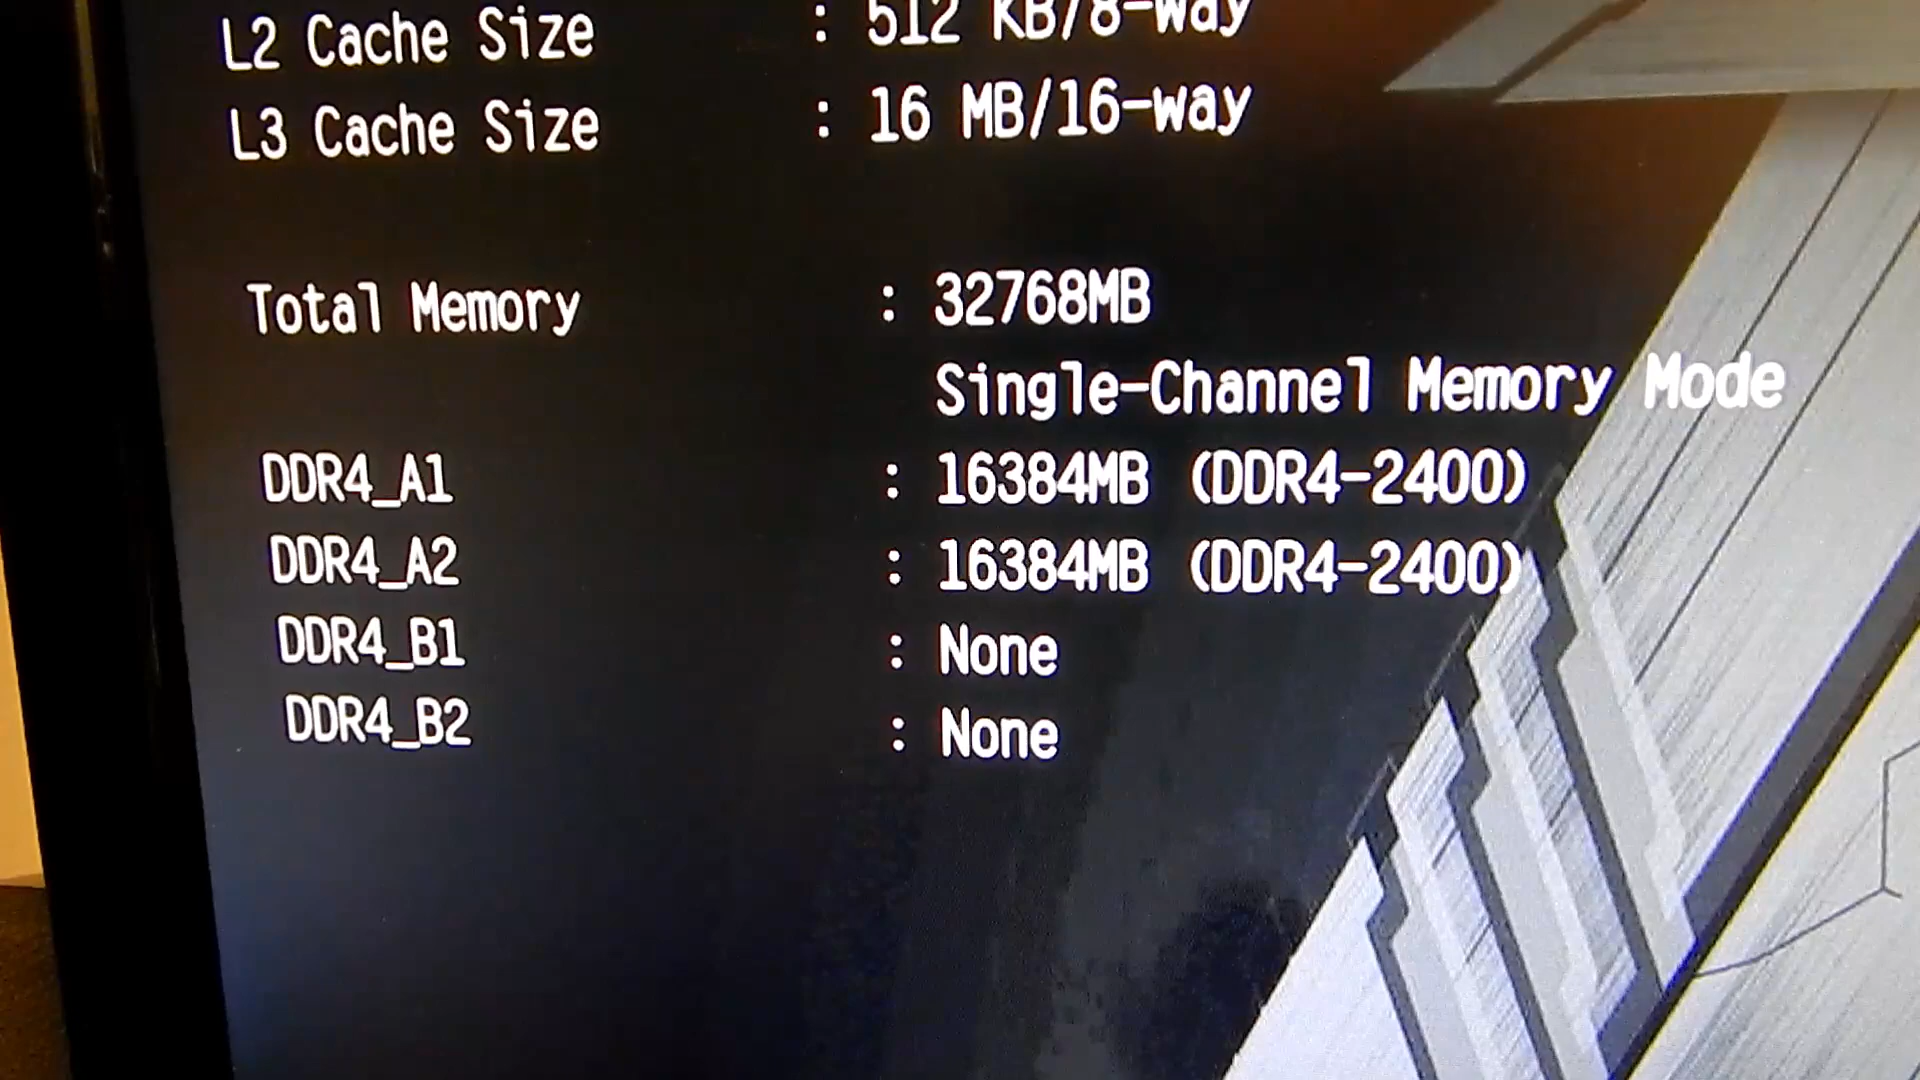 L2 Cache Size : 512 KB/8-way
L3 Cache Size : 16 MB/16-way
Total Memory : 32768MB
Single-Channel Memory Mode
DDR4_A1 : 16384MB (DDR4-2400)
DDR4_A2 : 16384MB (DDR4-2400)
DDR4_B1 : None
DDR4_B2 : None